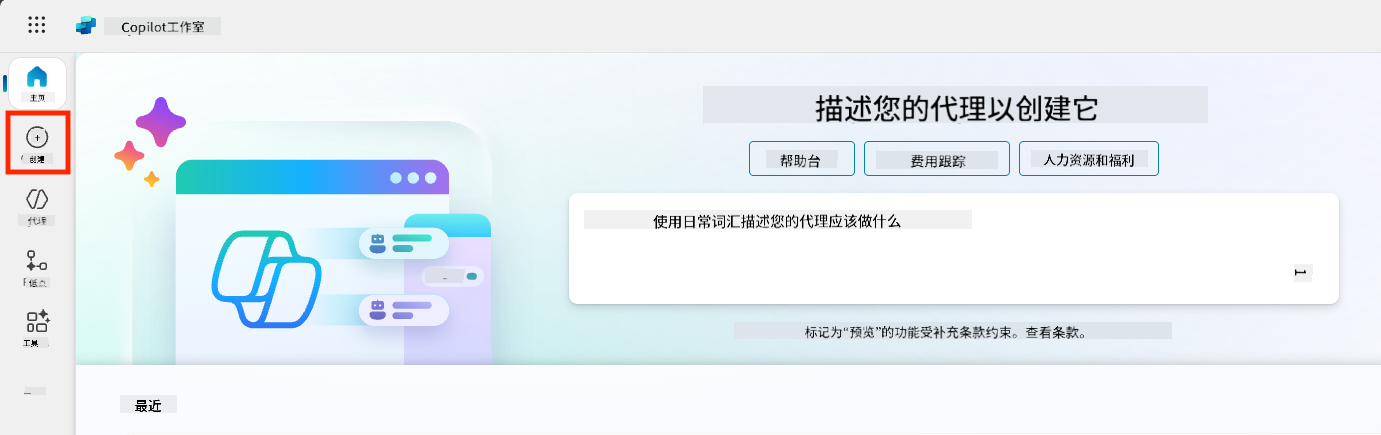 Copilot工作室
主页
创建
代理
低点
工具
描述您的代理以创建它
帮助台
费用跟踪
人力资源和福利
使用日常词汇描述您的代理应该做什么
标记为“预览”的功能受补充条款约束。查看条款。
最近